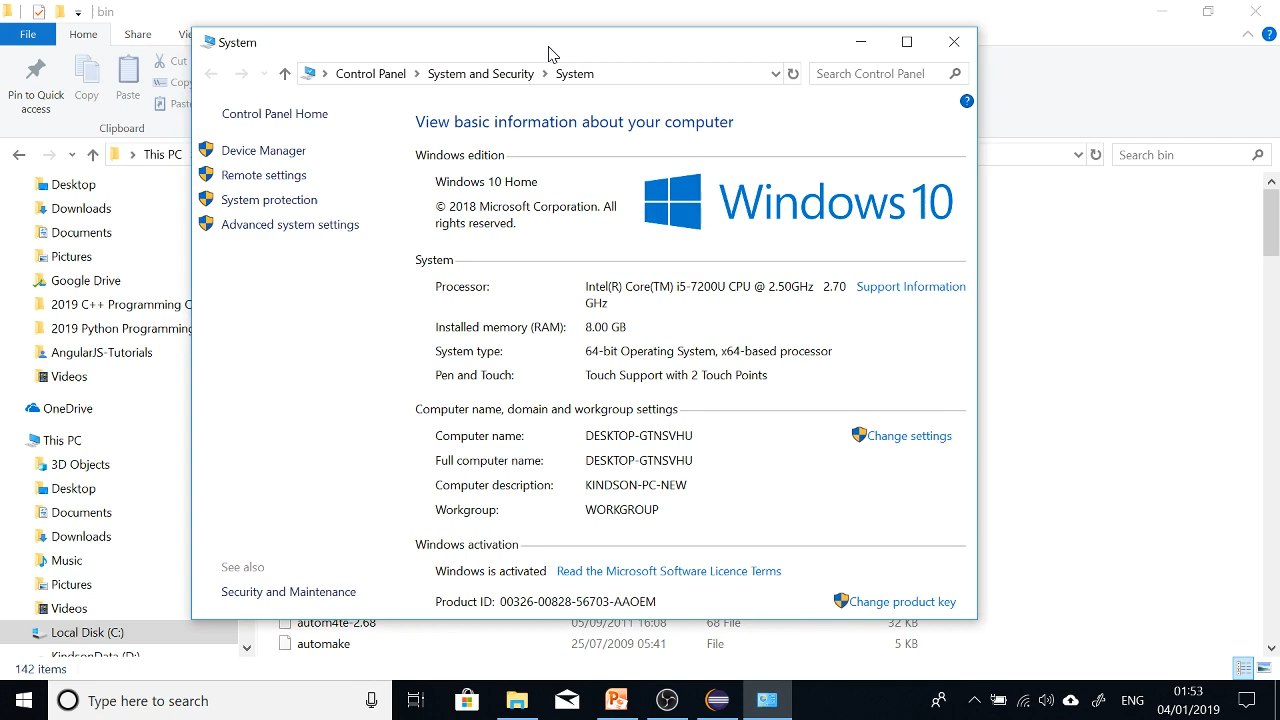 bin
File
Home
Share
Vi
Pin to Quick access
Copy
Paste
Cut
Copy
Paste
Clipboard
This PC
Search bin
System
Control Panel
System and Security
System
Search Control Panel
Control Panel Home
Device Manager
Remote settings
System protection
Advanced system settings
See also
Security and Maintenance
View basic information about your computer
Windows edition
Windows 10 Home
© 2018 Microsoft Corporation. All
rights reserved.
Windows 10
System
Processor: Intel(R) Core(TM) i5-7200U CPU @ 2.50GHz 2.70
GHz
Support Information
Installed memory (RAM): 8.00 GB
System type: 64-bit Operating System, x64-based processor
Pen and Touch: Touch Support with 2 Touch Points
Computer name, domain and workgroup settings
Computer name: DESKTOP-GTNSVHU
Change settings
Full computer name: DESKTOP-GTNSVHU
Computer description: KINDSON-PC-NEW
Workgroup: WORKGROUP
Windows activation
Windows is activated Read the Microsoft Software Licence Terms
Product ID: 00326-00828-56703-AAOEM
Change product key
Desktop
Downloads
Documents
Pictures
Google Drive
2019 C++ Programming C
2019 Python Programming
AngularJS-Tutorials
Videos
OneDrive
This PC
3D Objects
Desktop
Documents
Downloads
Music
Pictures
Videos
Local Disk (C:)
KindsonData (D:)
autom4te-2.68 05/09/2011 16:08 68 File 32 KB
automake 25/07/2009 05:41 File 5 KB
142 items
Type here to search
ENG
01:53
04/01/2019